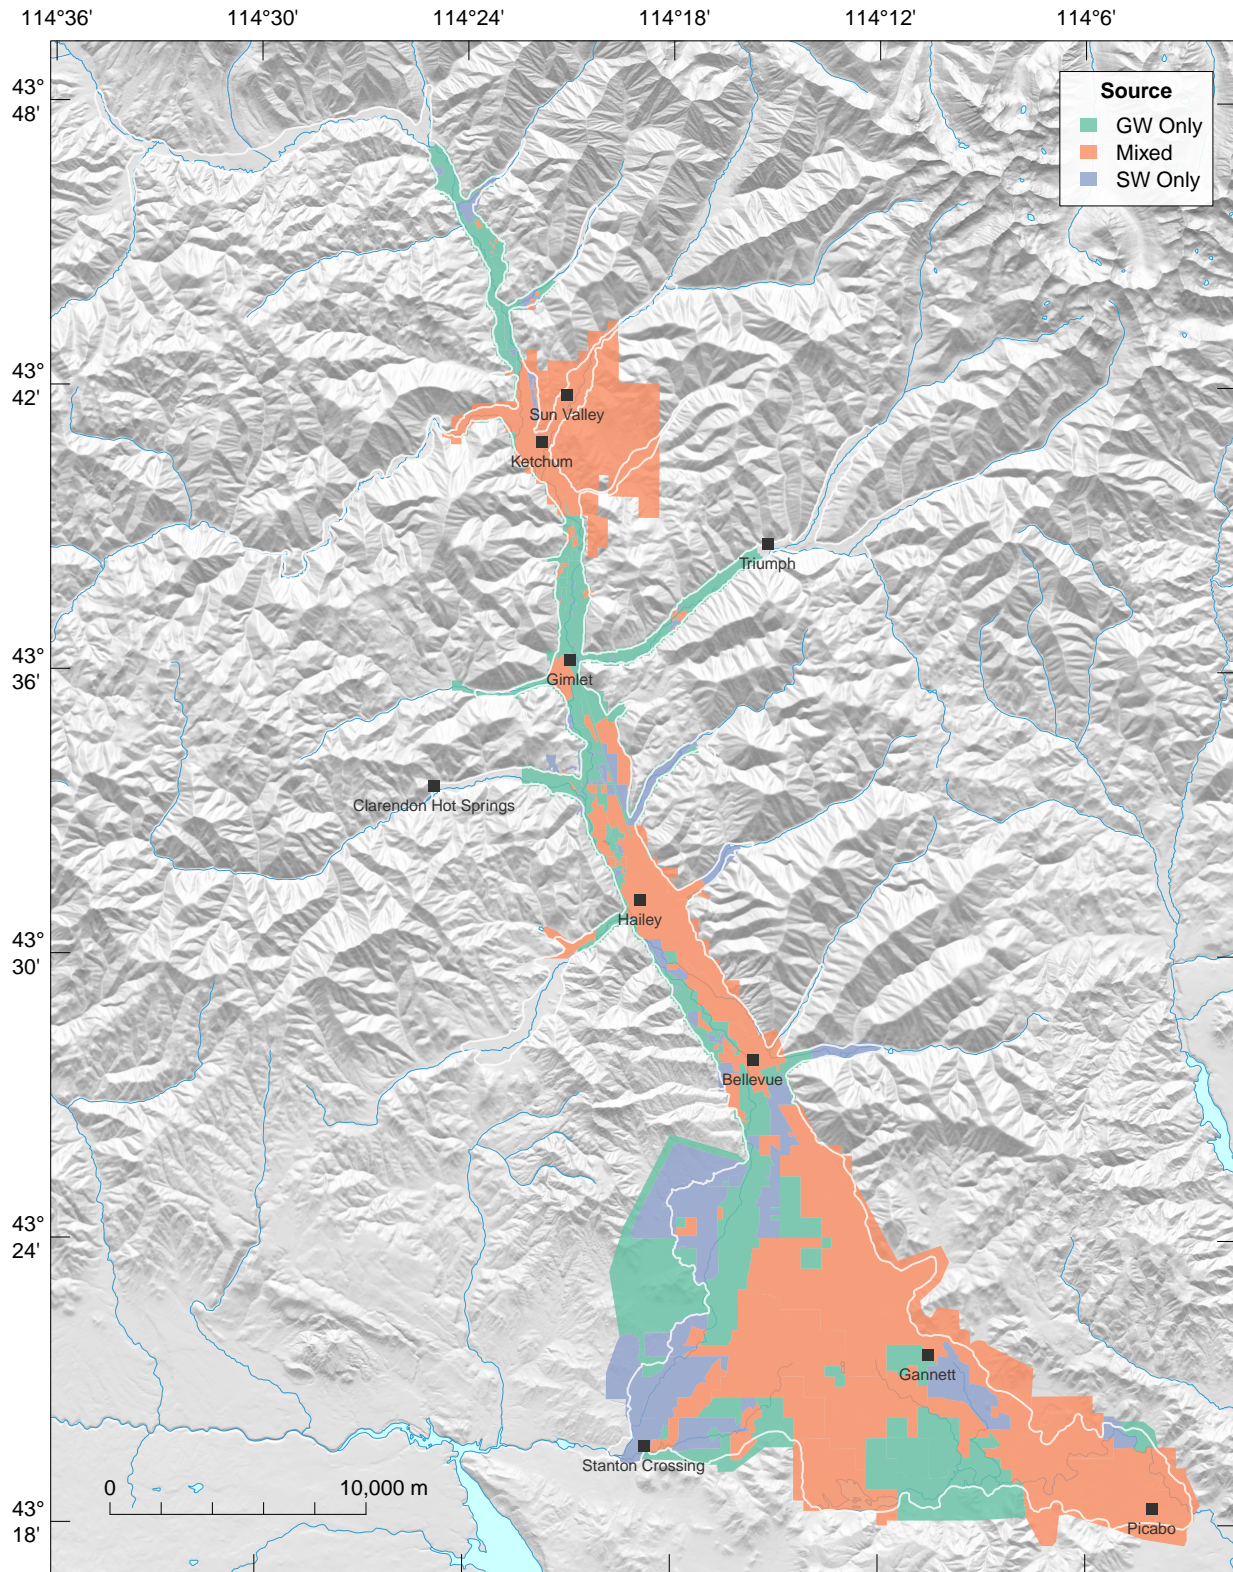 114°36' 114°30' 114°24' 114°18' 114°12' 114°6'
43°
48'
Source
GW Only
Mixed
SW Only
43°
42'
Sun Valley
Ketchum
Triumph
43°
36'
Gimlet
Clarendon Hot Springs
Hailey
43°
30'
Bellevue
43°
24'
Gannett
Stanton Crossing
0 10,000 m
43°
18'
Picabo